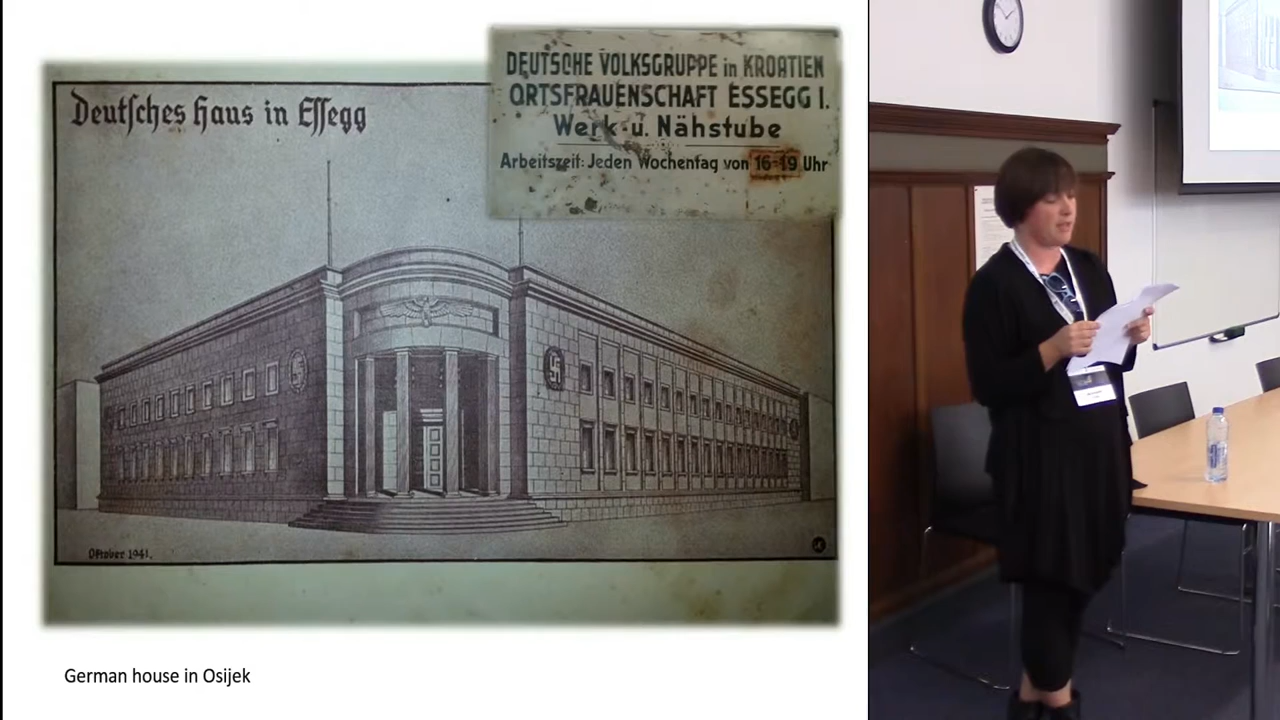 Deutſches Haus in Eſſegg
DEUTSCHE VOLKSGRUPPE in KROATIEN
ORTSFRAUENSCHAFT ESSEGG I.
Werk- u. Nähstube
Arbeitszeit: Jeden Wochentag von 16-19 Uhr
Oktober 1941.
German house in Osijek